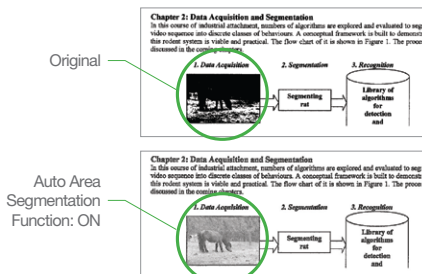 Original
Chapter 2: Data Acquisition and Segmentation
In this course of industrial attachment, numbers of algorithms are explored and evaluated to seg
video sequence into discrete classes of behaviours. A conceptual framework is built to demonst
this rodent system is viable and practical. The flow chart of it is shown in Figure 1. The proce
discussed in the coming chapters.
1. Data Acquisition 2. Segmentation 3. Recognition
Segmenting
rat
Library of
algorithms
for
detection
and
Auto Area
Segmentation
Function: ON
Chapter 2: Data Acquisition and Segmentation
In this course of industrial attachment, numbers of algorithms are explored and evaluated to seg
video sequence into discrete classes of behaviours. A conceptual framework is built to demonst
this rodent system is viable and practical. The flow chart of it is shown in Figure 1. The proce
discussed in the coming chapters.
1. Data Acquisition 2. Segmentation 3. Recognition
Segmenting
rat
Library of
algorithms
for
detection
and